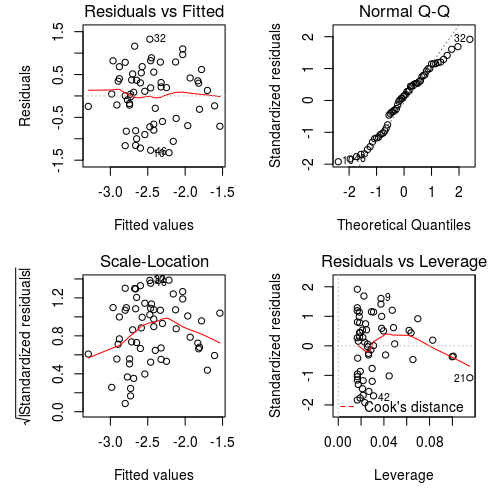 Residuals vs Fitted
Residuals
-1.5 -0.5 0.5 1.5
32
46
-3.0 -2.5 -2.0 -1.5
Fitted values
Normal Q-Q
Standardized residuals
-2 -1 0 1 2
32
-2 -1 0 1 2
Theoretical Quantiles
Scale-Location
√|Standardized residuals|
0.0 0.4 0.8 1.2
32
-3.0 -2.5 -2.0 -1.5
Fitted values
Residuals vs Leverage
Standardized residuals
-2 -1 0 1 2
9
21
42
Cook's distance
0.00 0.04 0.08
Leverage